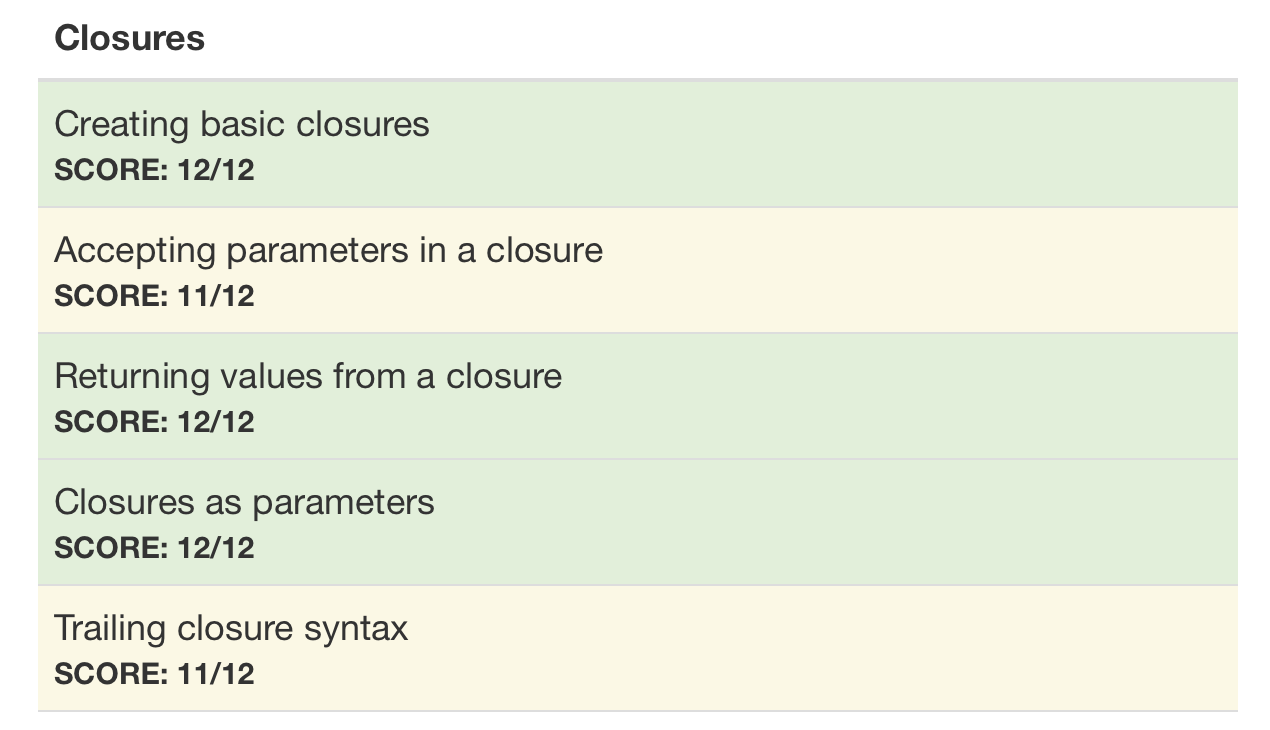 Closures
Creating basic closures
SCORE: 12/12
Accepting parameters in a closure
SCORE: 11/12
Returning values from a closure
SCORE: 12/12
Closures as parameters
SCORE: 12/12
Trailing closure syntax
SCORE: 11/12